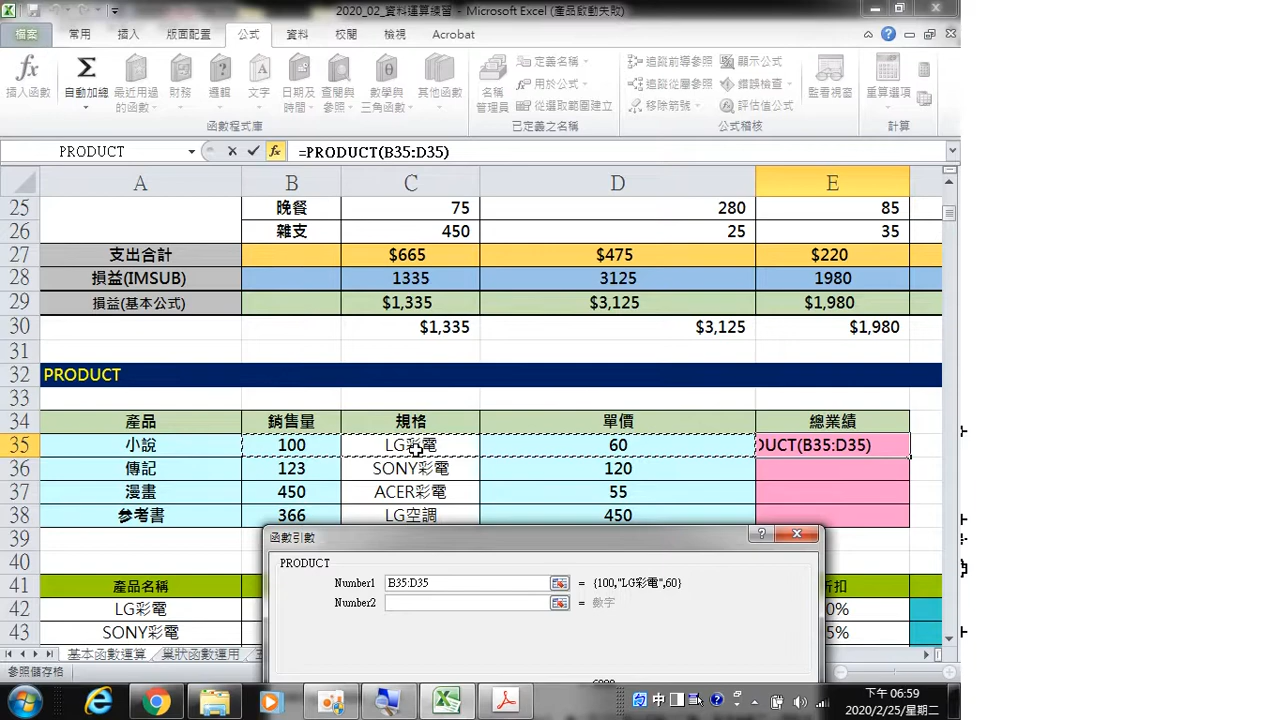 2020_02_資料運算練習 - Microsoft Excel (產品啟動失敗)
檔案 常用 插入 版面配置 公式 資料 校閱 檢視 Acrobat
插入函數 自動加總 最近用過的函數 財務 邏輯 文字 日期及時間 查閱與參照 數學與三角函數 其他函數
函數程式庫
名稱管理員 定義名稱 用於公式 從選取範圍建立
已定義之名稱
追蹤前導參照 顯示公式
追蹤從屬參照 錯誤檢查
移除箭號 評估值公式
監看視窗
公式稽核
重算選項
計算
PRODUCT =PRODUCT(B35:D35)
A B C D E
25 晚餐 75 280 85
26 雜支 450 25 35
27 支出合計 $665 $475 $220
28 損益(IMSUB) 1335 3125 1980
29 損益(基本公式) $1,335 $3,125 $1,980
30 $1,335 $3,125 $1,980
31
32 PRODUCT
33
34 產品 銷售量 規格 單價 總業績
35 小說 100 LG彩電 60 DUCT(B35:D35)
36 傳記 123 SONY彩電 120
37 漫畫 450 ACER彩電 55
38 參考書 366 LG空調 450
39
40
41 產品名稱 折扣
42 LG彩電 0%
43 SONY彩電 5%
函數引數
PRODUCT
Number1 B35:D35 = {100,"LG彩電",60}
Number2 = 數字
基本函數運算 巢狀函數運用
參照儲存格
中
下午 06:59
2020/2/25/星期二